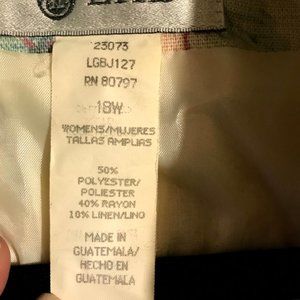 23073
LGBJ127
RN 80797
18W
WOMENS/MUJERES
TALLAS AMPLIAS
50%
POLYESTER/
POLIESTER
40% RAYON
10% LINEN/LINO
MADE IN
GUATEMALA/
HECHO EN
GUATEMALA